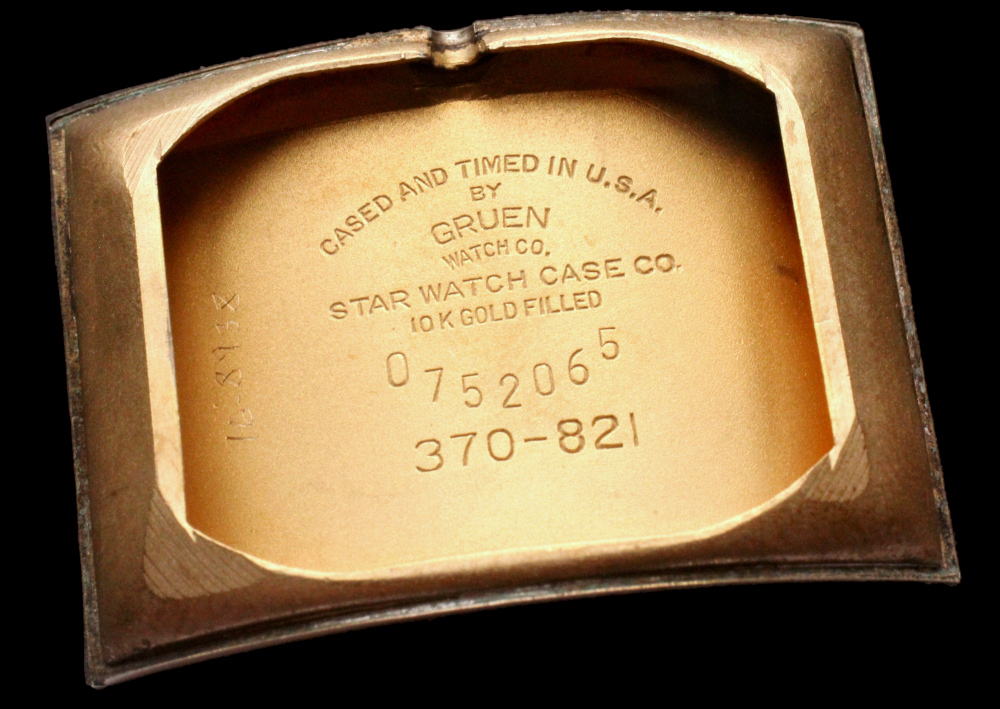 CASED AND TIMED IN U.S.A.
BY
GRUEN
WATCH CO.
STAR WATCH CASE CO.
10 K GOLD FILLED
0752065
370-821